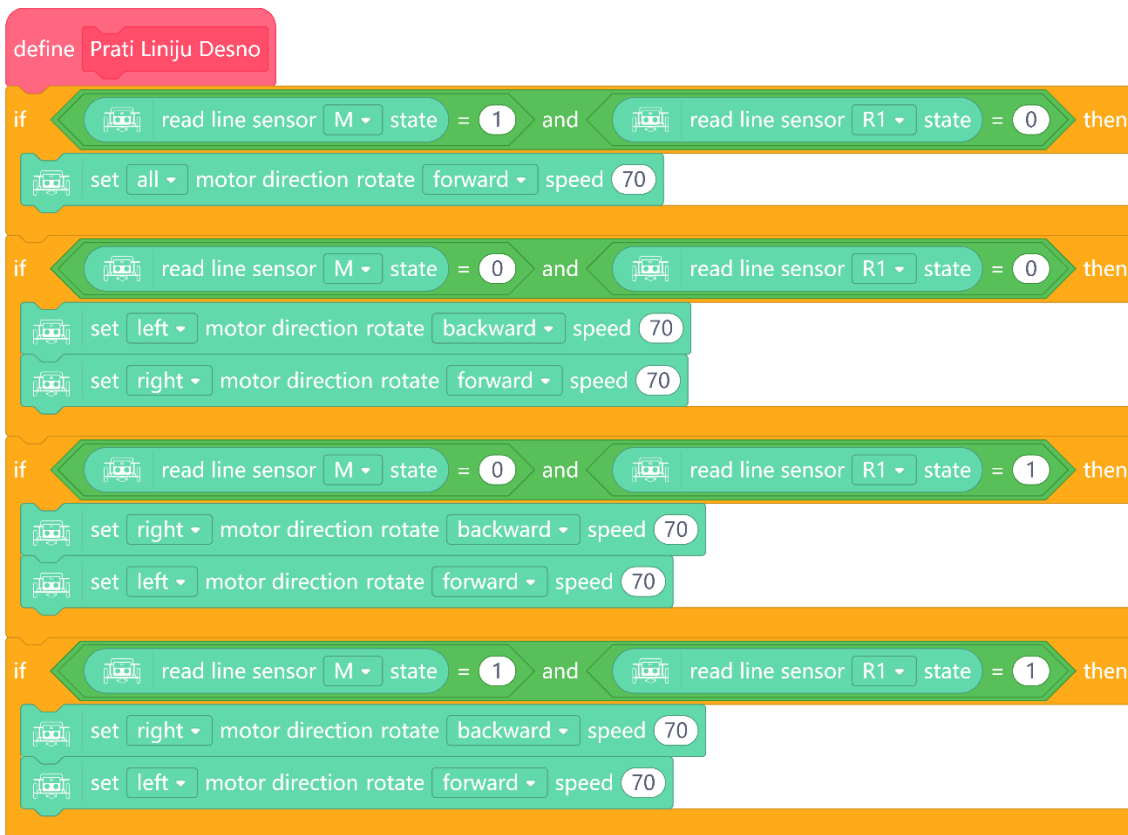 define Prati Liniju Desno
if read line sensor M state = 1 and read line sensor R1 state = 0 then
set all motor direction rotate forward speed 70
if read line sensor M state = 0 and read line sensor R1 state = 0 then
set left motor direction rotate backward speed 70
set right motor direction rotate forward speed 70
if read line sensor M state = 0 and read line sensor R1 state = 1 then
set right motor direction rotate backward speed 70
set left motor direction rotate forward speed 70
if read line sensor M state = 1 and read line sensor R1 state = 1 then
set right motor direction rotate backward speed 70
set left motor direction rotate forward speed 70